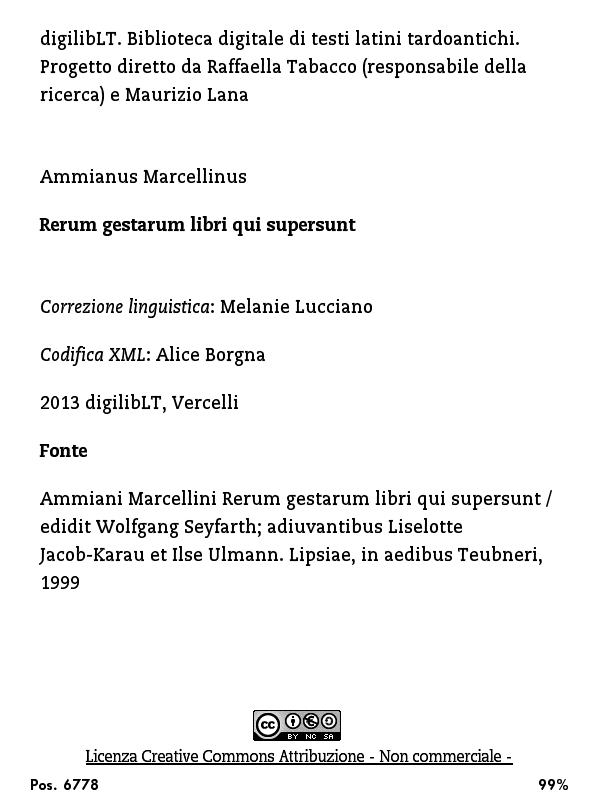 digilibLT. Biblioteca digitale di testi latini tardoantichi.
Progetto diretto da Raffaella Tabacco (responsabile della
ricerca) e Maurizio Lana
Ammianus Marcellinus
Rerum gestarum libri qui supersunt
Correzione linguistica: Melanie Lucciano
Codifica XML: Alice Borgna
2013 digilibLT, Vercelli
Fonte
Ammiani Marcellini Rerum gestarum libri qui supersunt /
edidit Wolfgang Seyfarth; adiuvantibus Liselotte
Jacob-Karau et Ilse Ulmann. Lipsiae, in aedibus Teubneri,
1999
cc
BY NC SA
Licenza Creative Commons Attribuzione - Non commerciale -
Pos. 6778 99%